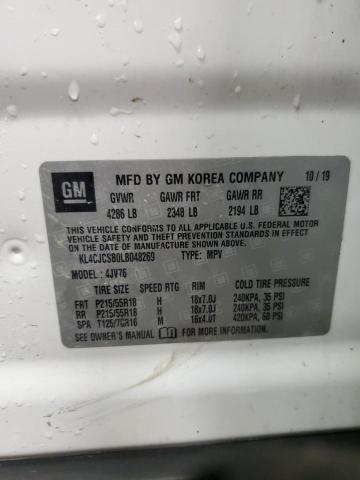 GM MFD BY GM KOREA COMPANY 10/19
GVWR GAWR FRT GAWR RR
4286 LB 2348 LB 2194 LB
THIS VEHICLE CONFORMS TO ALL APPLICABLE U.S. FEDERAL MOTOR
VEHICLE SAFETY AND THEFT PREVENTION STANDARDS IN EFFECT
ON THE DATE OF MANUFACTURE SHOWN ABOVE.
KL4CJCSB0LB048269 TYPE: MPV
MODEL: 4JV76
TIRE SIZE SPEED RTG RIM COLD TIRE PRESSURE
FRT P215/55R18 H 18x7.0J 240KPA, 35 PSI
RR P215/55R18 H 18x7.0J 240KPA, 35 PSI
SPA T125/70R16 M 16x4.0T 420KPA, 60 PSI
SEE OWNER'S MANUAL FOR MORE INFORMATION